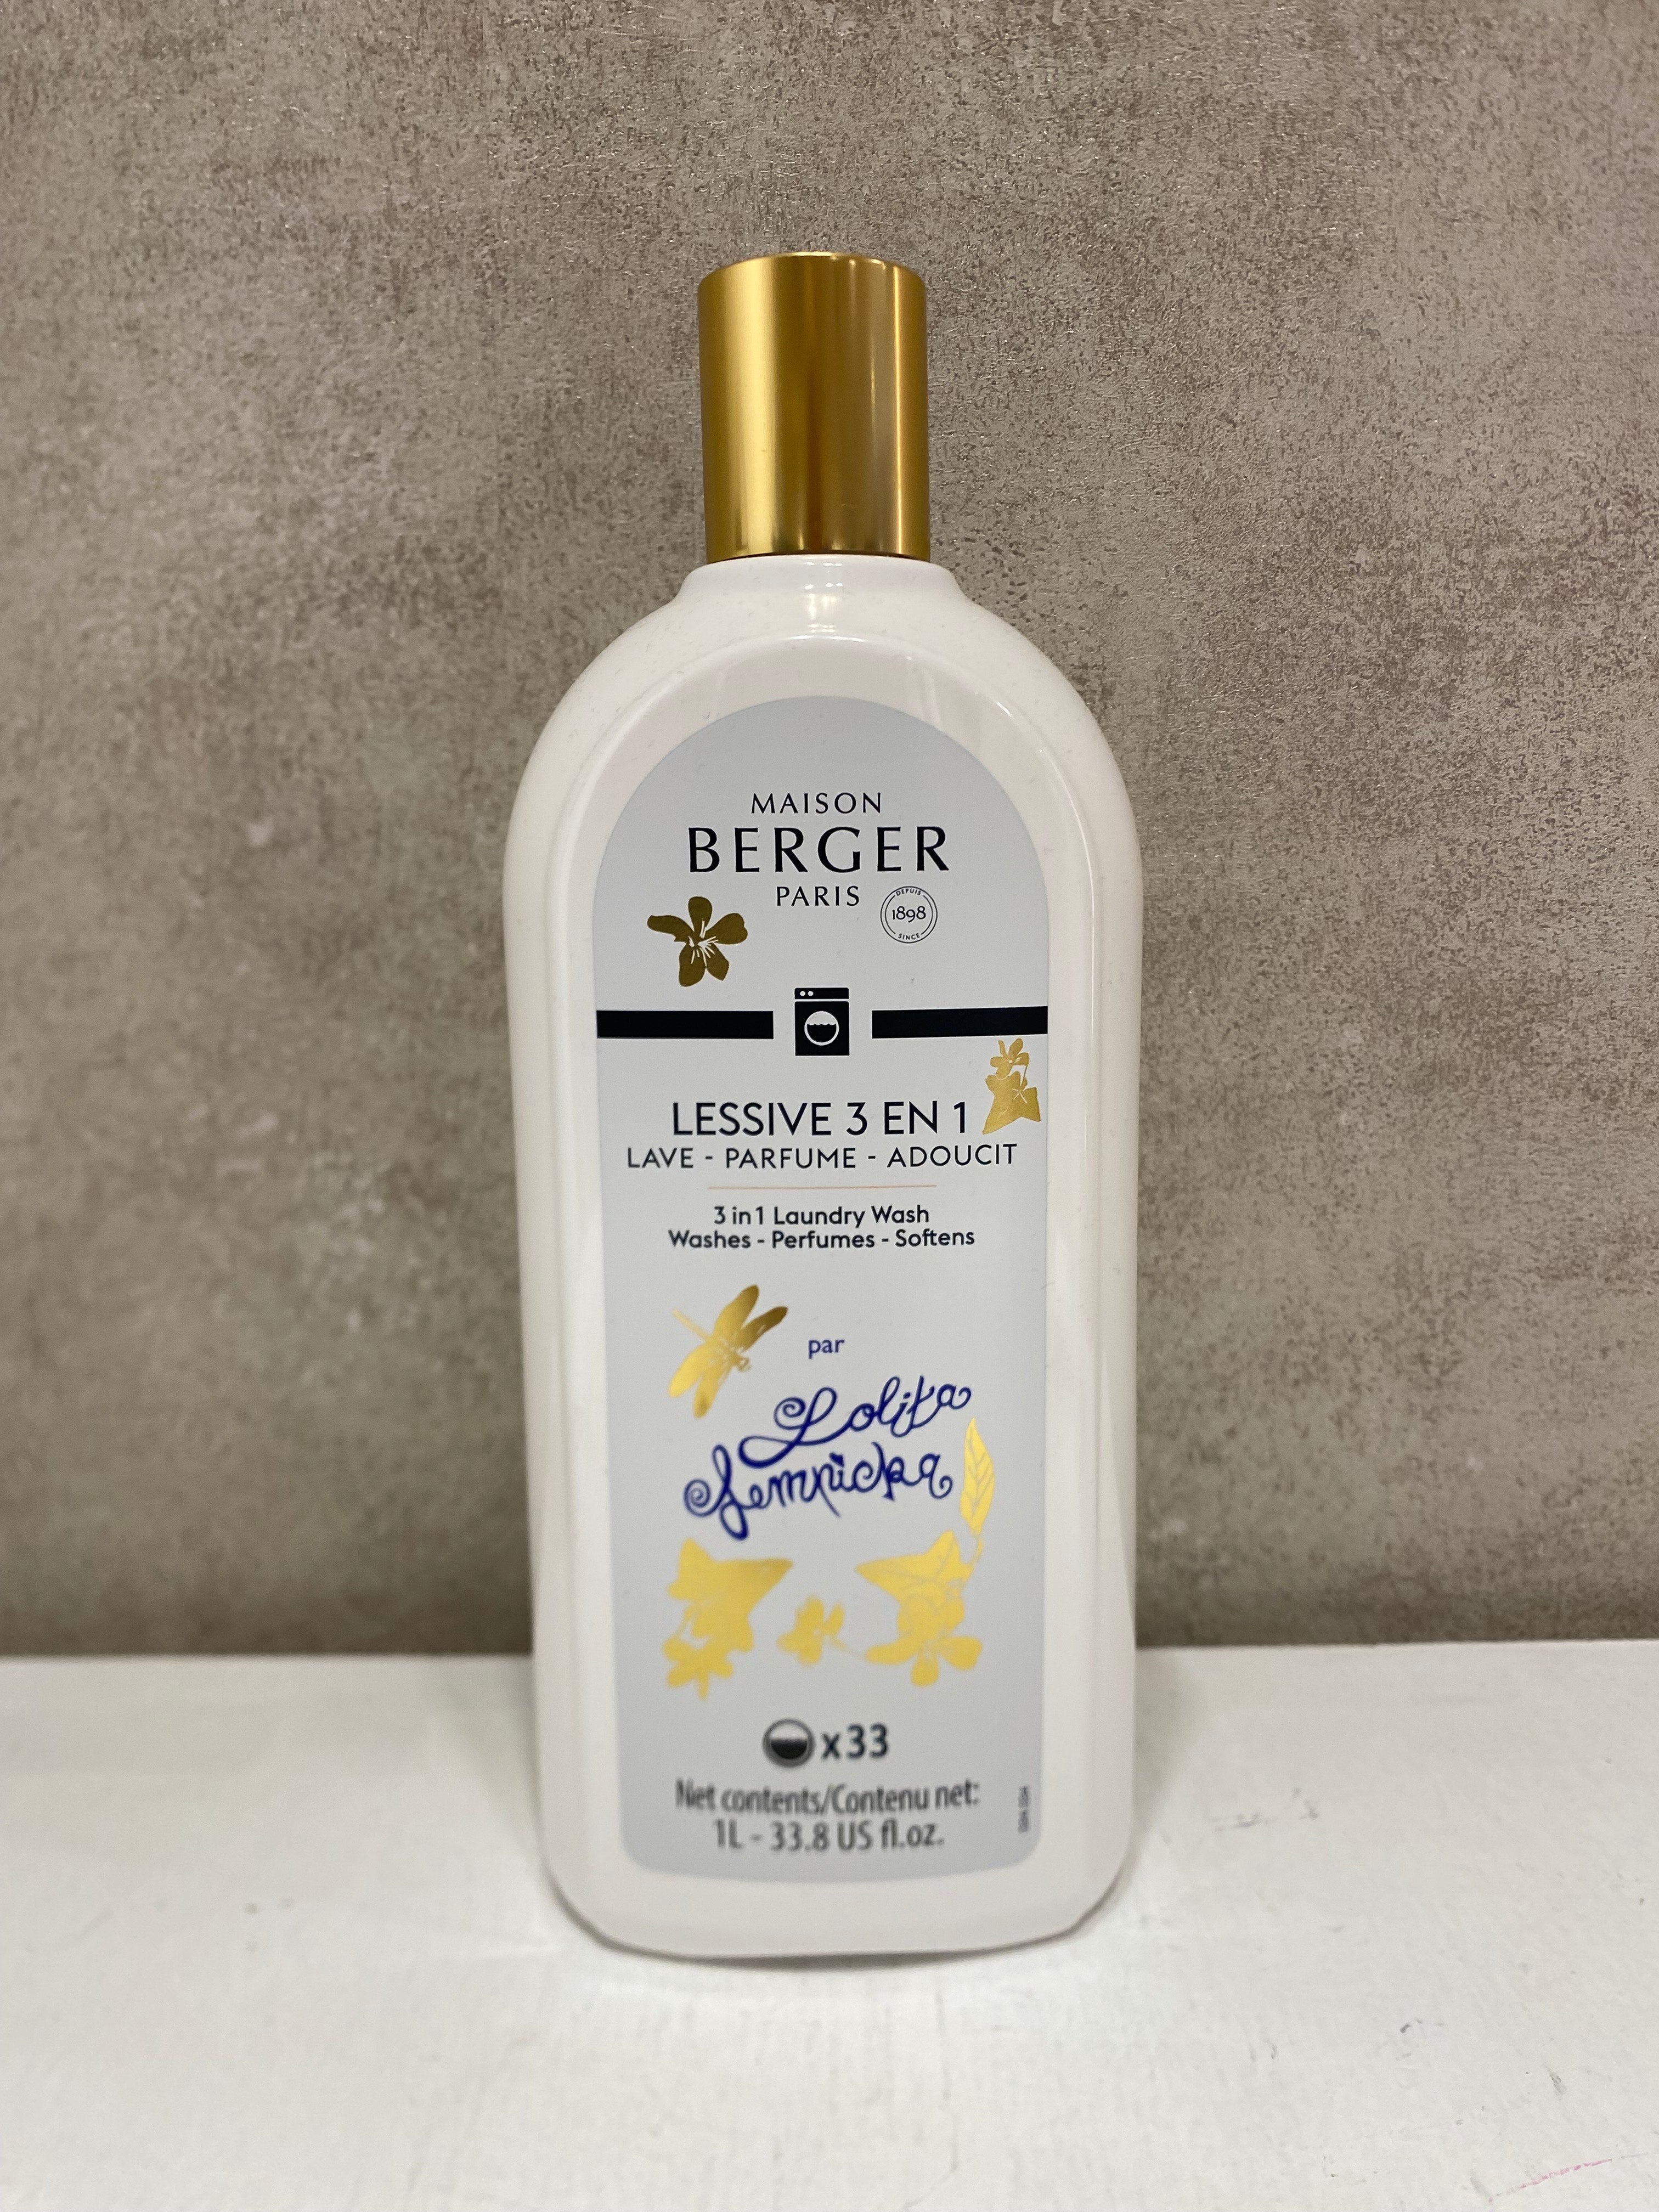 MAISON
BERGER
PARIS
DEPUIS
1898
SINCE
LESSIVE 3 EN 1
LAVE - PARFUME - ADOUCIT
3 in 1 Laundry Wash
Washes - Perfumes - Softens
par
Lolita
Lempicka
x33
Net contents/Contenu net:
1L - 33.8 US fl.oz.